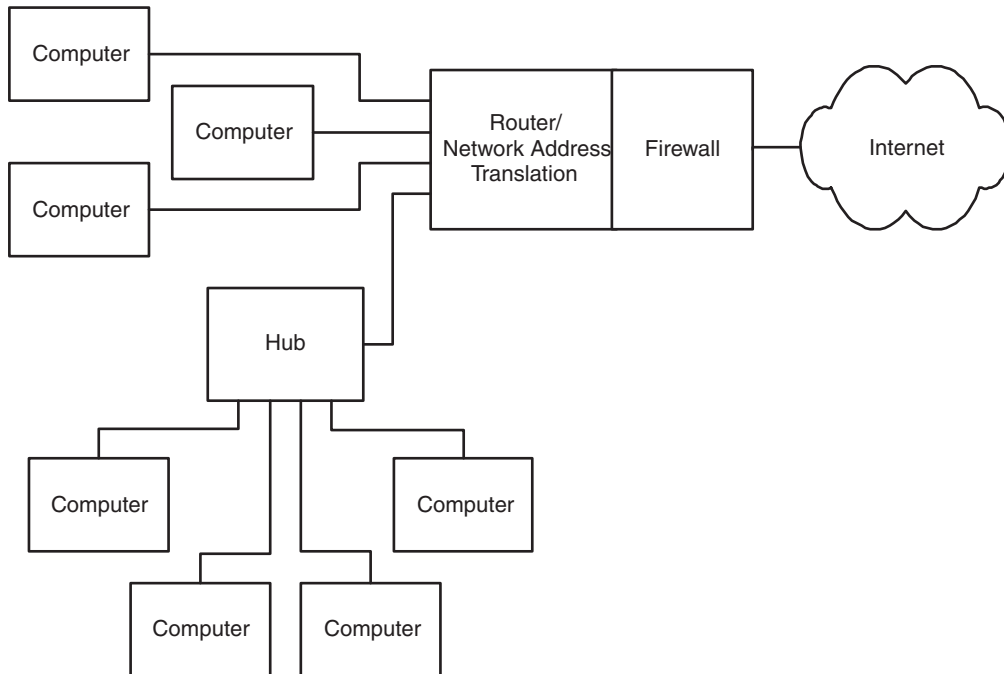 Computer
Computer
Computer
Router/
Network Address
Translation
Firewall
Internet
Hub
Computer
Computer
Computer
Computer